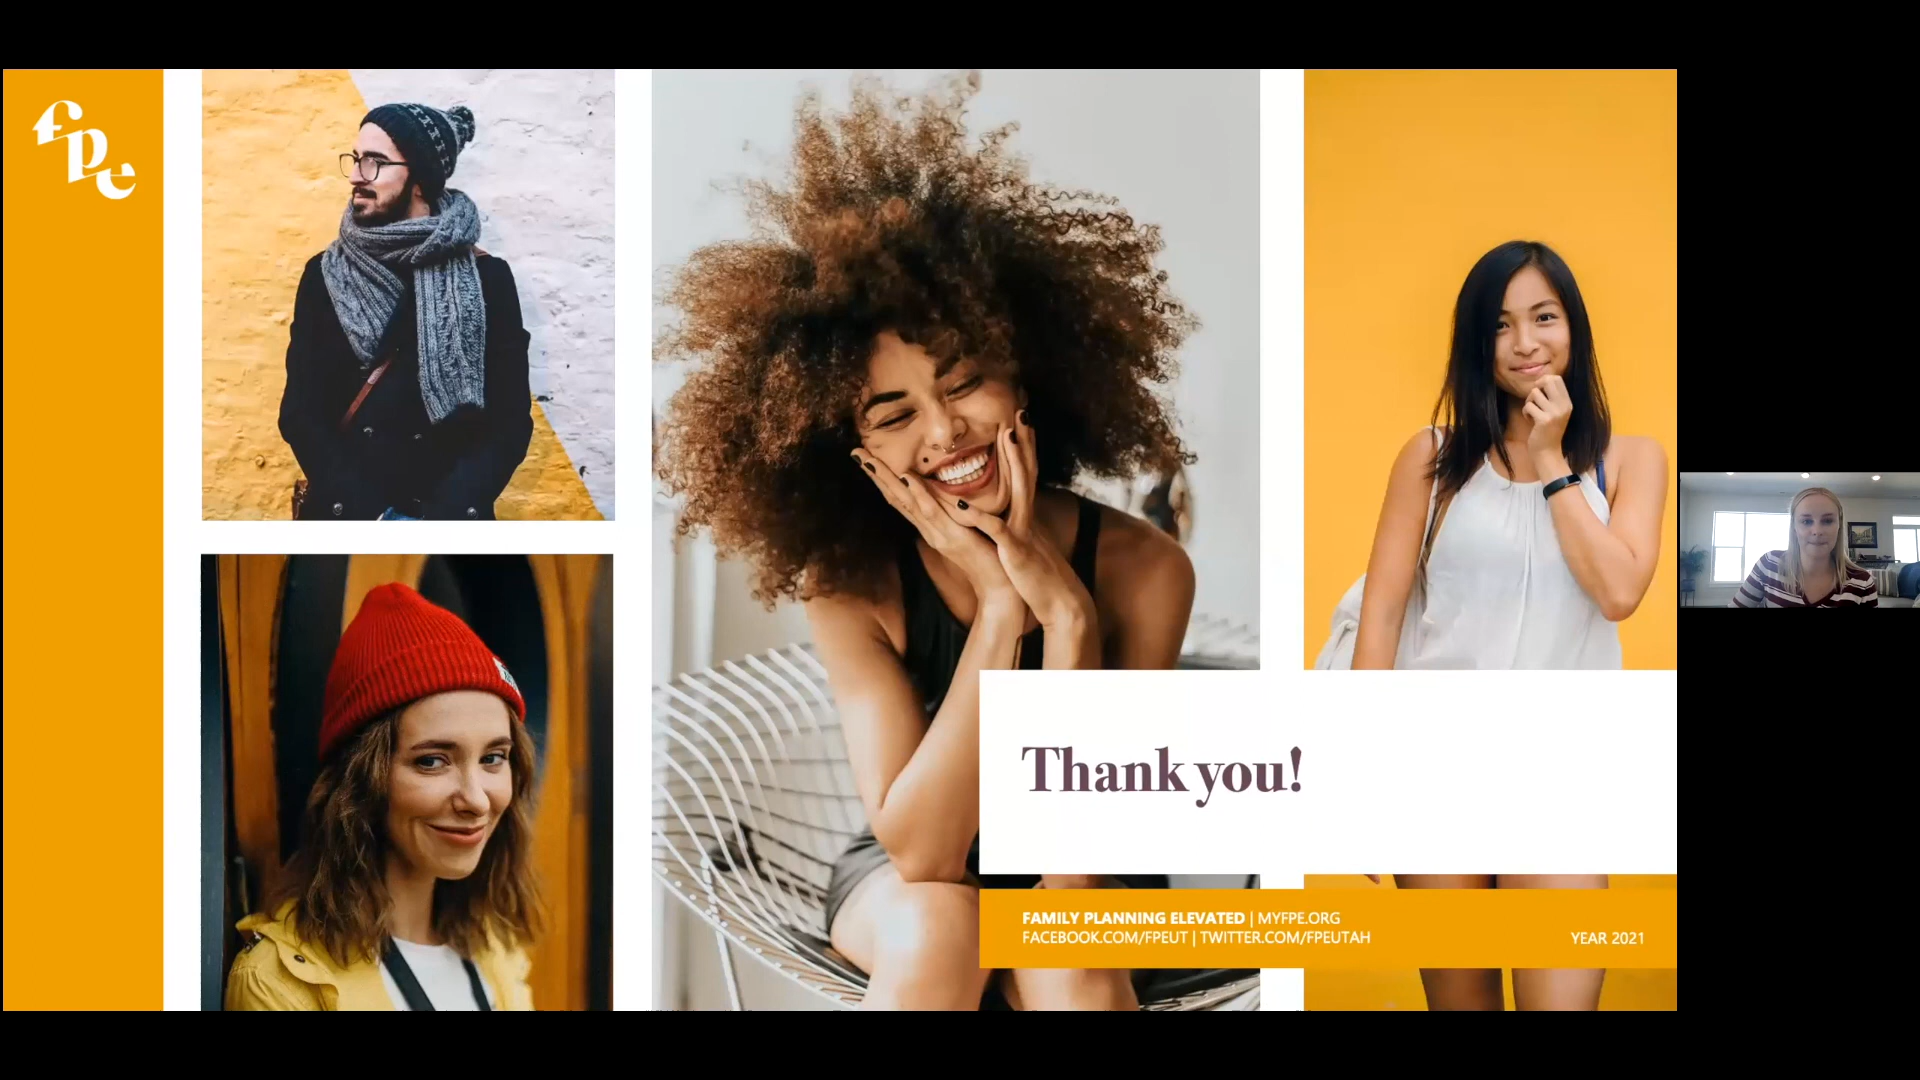 fpe
Thank you!
FAMILY PLANNING ELEVATED | MYFPE.ORG
FACEBOOK.COM/FPEUT | TWITTER.COM/FPEUTAH
YEAR 2021